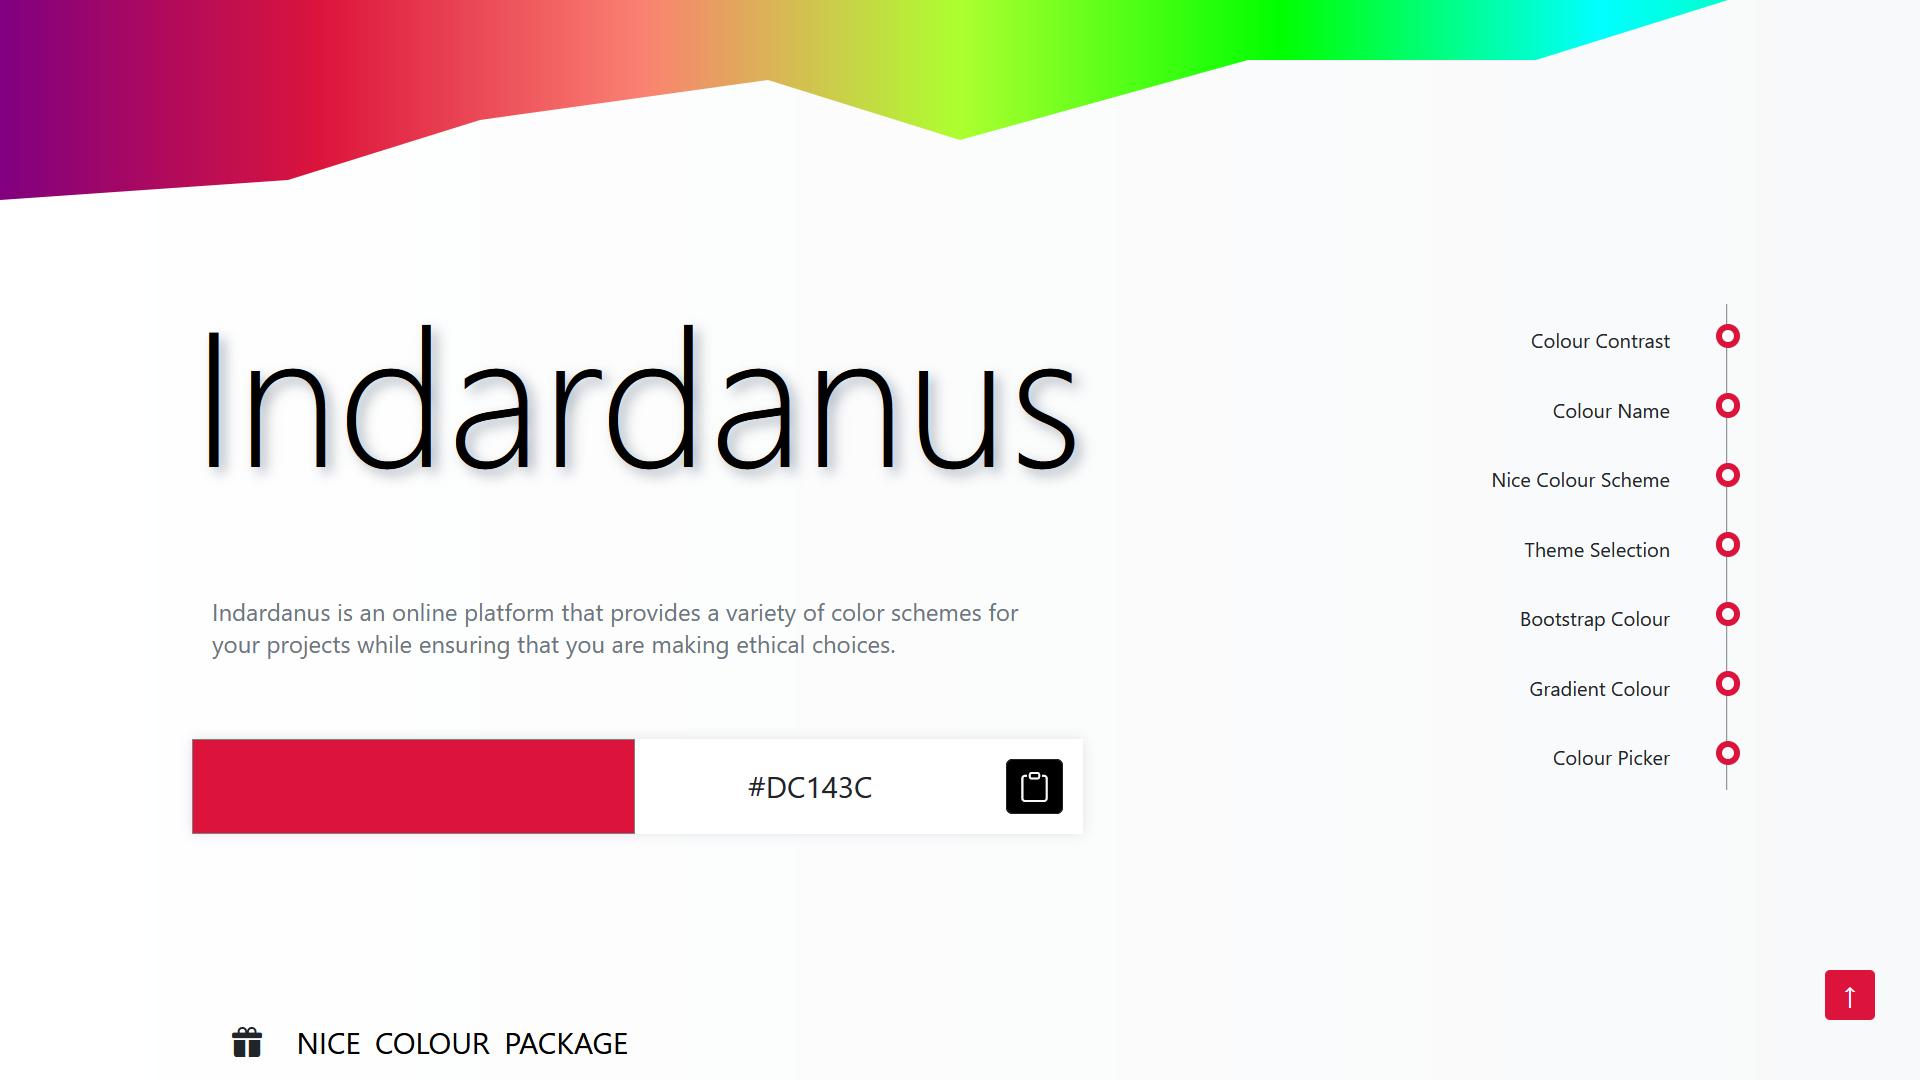 Indardanus
Indardanus is an online platform that provides a variety of color schemes for
your projects while ensuring that you are making ethical choices.
#DC143C
NICE COLOUR PACKAGE
Colour Contrast
Colour Name
Nice Colour Scheme
Theme Selection
Bootstrap Colour
Gradient Colour
Colour Picker
↑